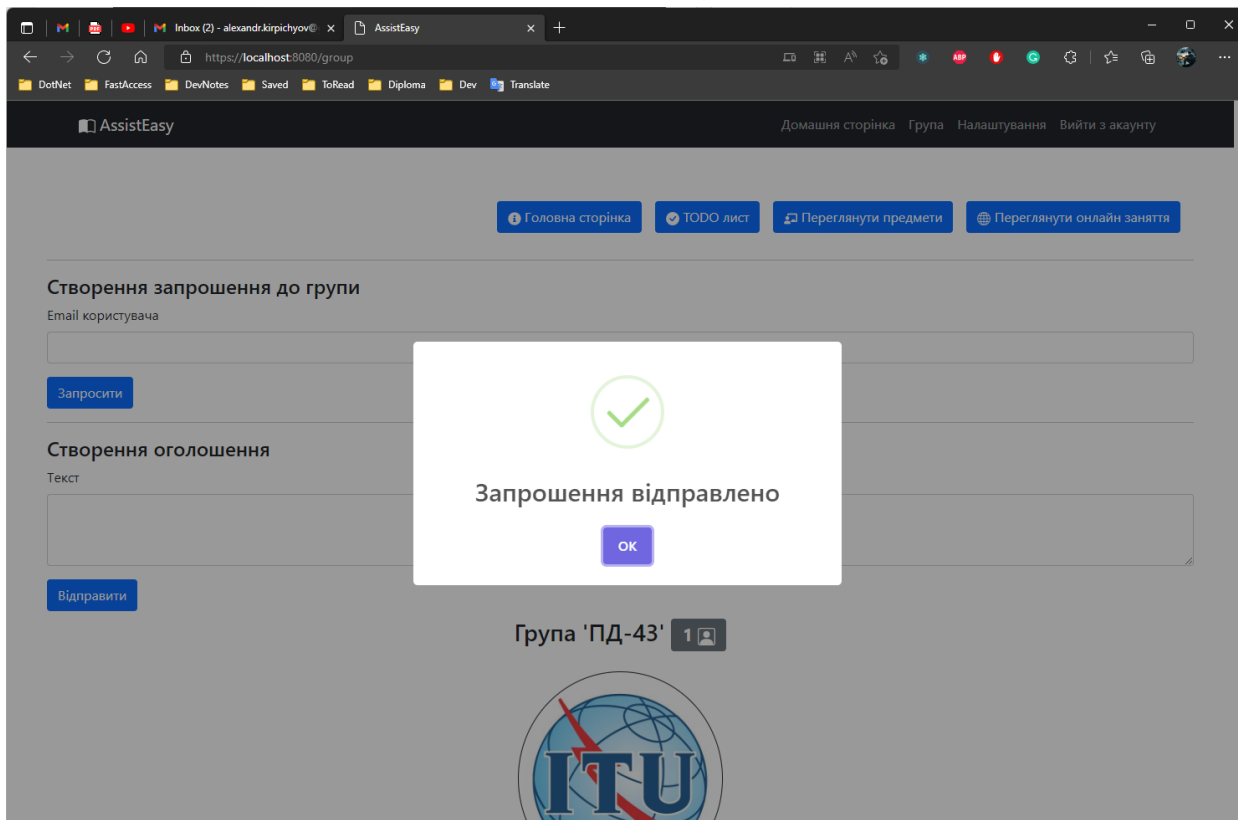 Inbox (2) - alexandr.kirpichyov@
AssistEasy
https://localhost:8080/group
DotNet FastAccess DevNotes Saved ToRead Diploma Dev Translate
AssistEasy
Домашня сторінка Група Налаштування Вийти з акаунту
Головна сторінка TODO лист Переглянути предмети Переглянути онлайн заняття
Створення запрошення до групи
Email користувача
Запросити
Створення оголошення
Текст
Запрошення відправлено
OK
Відправити
Група 'ПД-43' 1
ITU